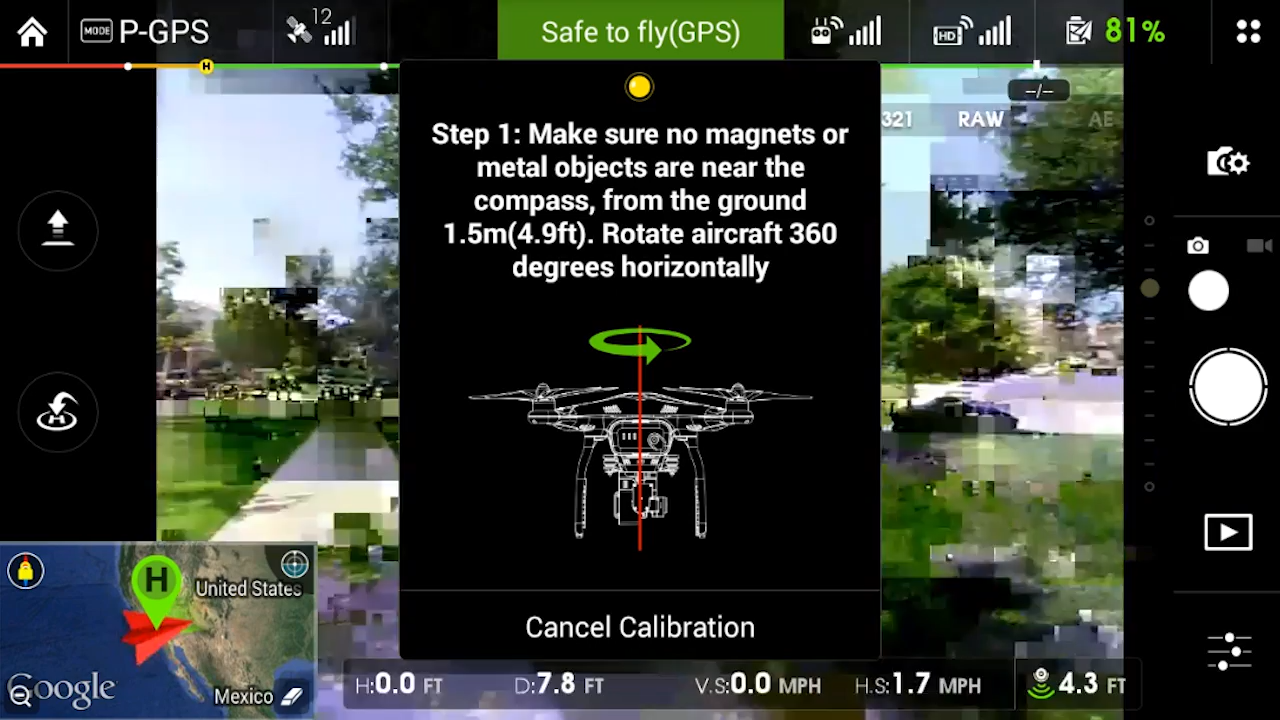 MODE P-GPS
12
Safe to fly(GPS)
HD
81%
H
--/--
321 RAW AE
Step 1: Make sure no magnets or
metal objects are near the
compass, from the ground
1.5m(4.9ft). Rotate aircraft 360
degrees horizontally
H
H
United States
Google
Mexico
Cancel Calibration
H:0.0 FT D:7.8 FT V.S:0.0 MPH H.S:1.7 MPH 4.3 FT